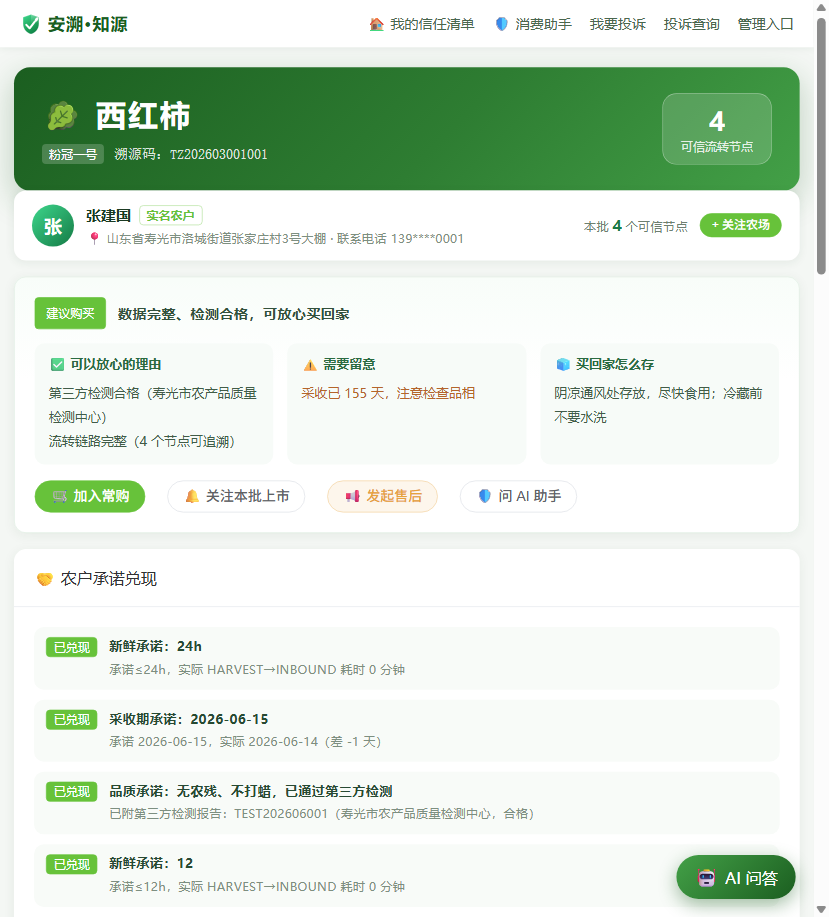 安溯·知源
我的信任清单 消费助手 我要投诉 投诉查询 管理入口
西红柿
粉冠一号 溯源码：TZ202603001001
4
可信流转节点
张
张建国 实名农户
山东省寿光市洛城街道张家庄村3号大棚 · 联系电话 139****0001
本批 4 个可信节点
+ 关注农场
建议购买 数据完整、检测合格，可放心买回家
可以放心的理由
第三方检测合格（寿光市农产品质量
检测中心）
流转链路完整（4 个节点可追溯）
需要留意
采收已 155 天，注意检查品相
买回家怎么存
阴凉通风处存放，尽快食用；冷藏前
不要水洗
加入常购 关注本批上市 发起售后 问 AI 助手
农户承诺兑现
已兑现 新鲜承诺：24h
承诺≤24h，实际 HARVEST→INBOUND 耗时 0 分钟
已兑现 采收期承诺：2026-06-15
承诺 2026-06-15，实际 2026-06-14（差 -1 天）
已兑现 品质承诺：无农残、不打蜡，已通过第三方检测
已附第三方检测报告：TEST202606001（寿光市农产品质量检测中心，合格）
已兑现 新鲜承诺：12
承诺≤12h，实际 HARVEST→INBOUND 耗时 0 分钟
AI 问答